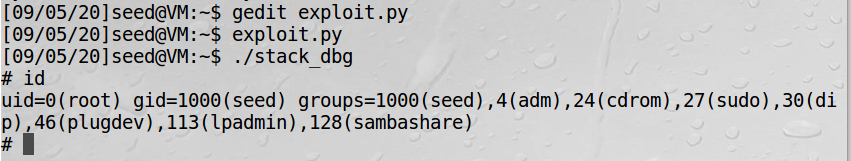 [09/05/20]seed@VM:~$ gedit exploit.py
[09/05/20]seed@VM:~$ exploit.py
[09/05/20]seed@VM:~$ ./stack_dbg
# id
uid=0(root) gid=1000(seed) groups=1000(seed),4(adm),24(cdrom),27(sudo),30(di
p),46(plugdev),113(lpadmin),128(sambashare)
#